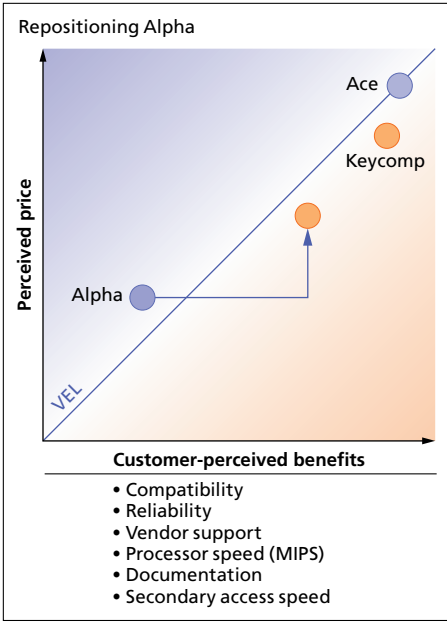 Repositioning Alpha
Ace
Keycomp
Perceived price
Alpha
VEL
Customer-perceived benefits
• Compatibility
• Reliability
• Vendor support
• Processor speed (MIPS)
• Documentation
• Secondary access speed